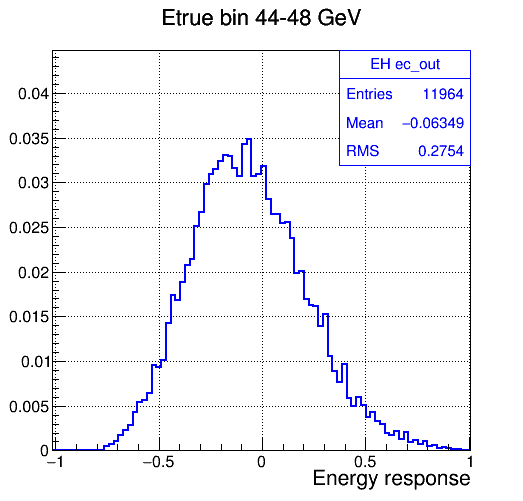 Etrue bin 44-48 GeV
EH ec_out
Entries 11964
Mean −0.06349
RMS 0.2754
0.04
0.035
0.03
0.025
0.02
0.015
0.01
0.005
0
−1 −0.5 0 0.5 1
Energy response